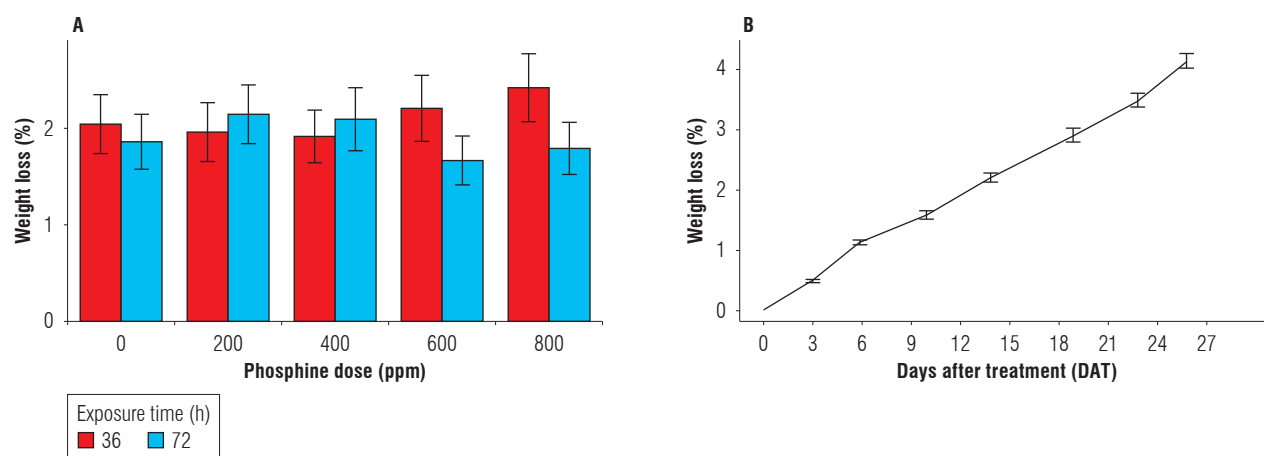 A
Weight loss (%)
2
1
0
0 200 400 600 800
Phosphine dose (ppm)
Exposure time (h)
36 72
B
Weight loss (%)
4
3
2
1
0
0 3 6 9 12 15 18 21 24 27
Days after treatment (DAT)